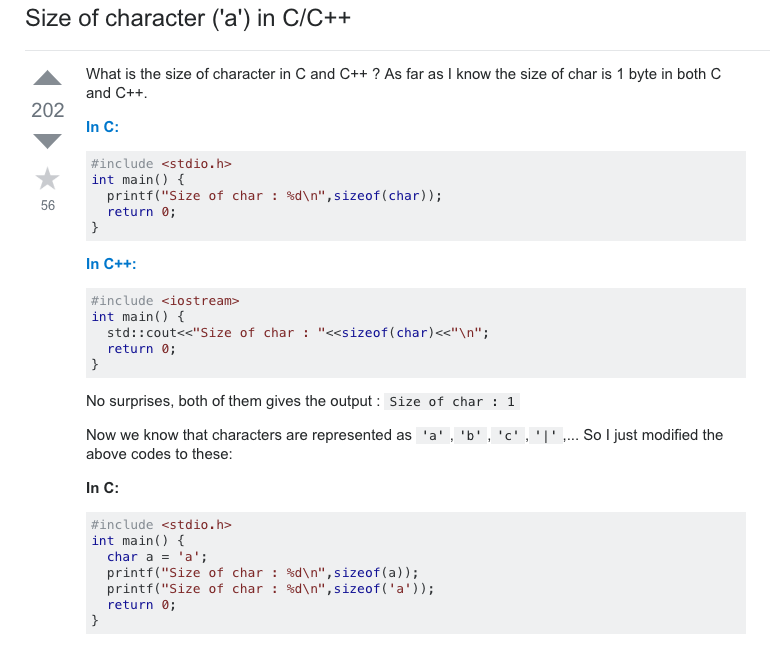 Size of character ('a') in C/C++
202
56
What is the size of character in C and C++ ? As far as I know the size of char is 1 byte in both C
and C++.
In C:
#include <stdio.h>
int main() {
  printf("Size of char : %d\n",sizeof(char));
  return 0;
}
In C++:
#include <iostream>
int main() {
  std::cout<<"Size of char : "<<sizeof(char)<<"\n";
  return 0;
}
No surprises, both of them gives the output : Size of char : 1
Now we know that characters are represented as 'a' , 'b' , 'c' , '|' ,... So I just modified the
above codes to these:
In C:
#include <stdio.h>
int main() {
  char a = 'a';
  printf("Size of char : %d\n",sizeof(a));
  printf("Size of char : %d\n",sizeof('a'));
  return 0;
}